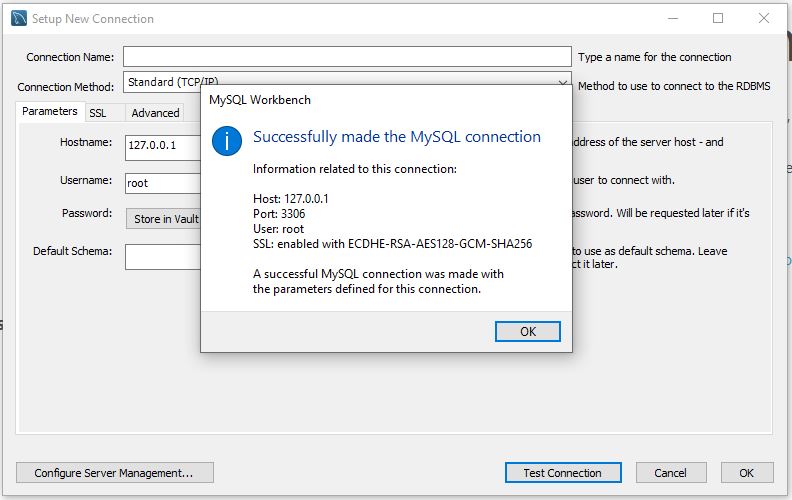 Setup New Connection
Connection Name:
Type a name for the connection
Connection Method:
Standard (TCP/IP)
Method to use to connect to the RDBMS
Parameters
SSL
Advanced
Hostname:
127.0.0.1
address of the server host - and
Username:
root
user to connect with.
Password:
Store in Vault
assword. Will be requested later if it's
Default Schema:
to use as default schema. Leave
ct it later.
MySQL Workbench
Successfully made the MySQL connection
Information related to this connection:
Host: 127.0.0.1
Port: 3306
User: root
SSL: enabled with ECDHE-RSA-AES128-GCM-SHA256
A successful MySQL connection was made with
the parameters defined for this connection.
OK
Configure Server Management...
Test Connection
Cancel
OK